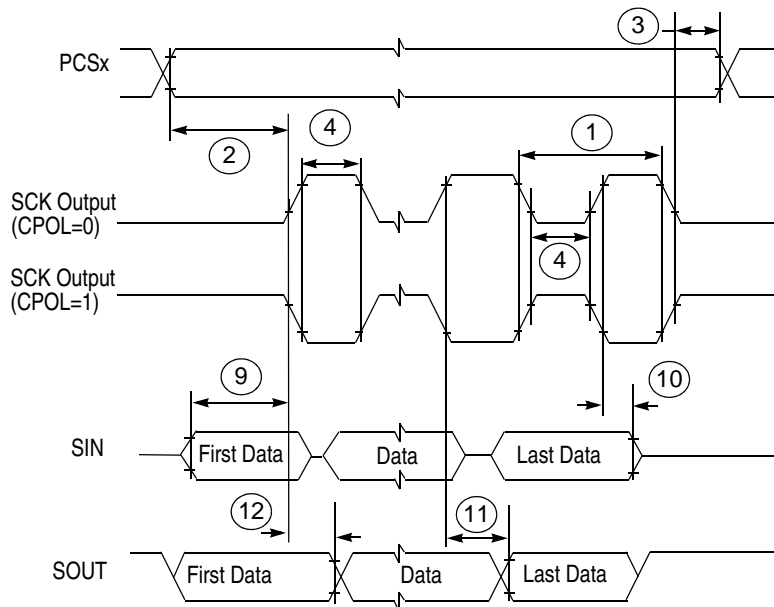 3
PCSx
2
4
1
SCK Output
(CPOL=0)
4
SCK Output
(CPOL=1)
9
10
SIN
First Data
Data
Last Data
12
11
SOUT
First Data
Data
Last Data